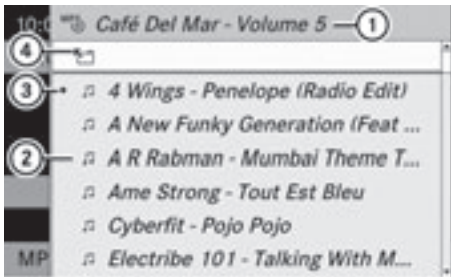 10:0 MP3 Café Del Mar - Volume 5 1
4
3 4 Wings - Penelope (Radio Edit)
A New Funky Generation (Feat ...
2 A R Rabman - Mumbai Theme T...
Ame Strong - Tout Est Bleu
Cyberfit - Pojo Pojo
MP Electribe 101 - Talking With M...